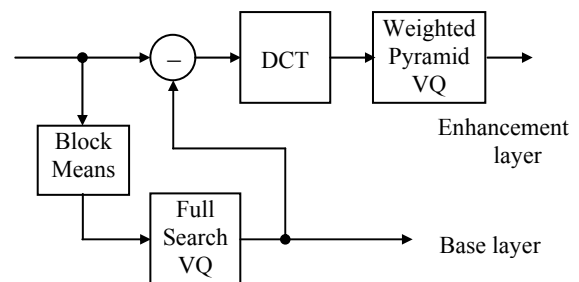 –
DCT
Weighted
Pyramid
VQ
Enhancement
layer
Block
Means
Full
Search
VQ
Base layer